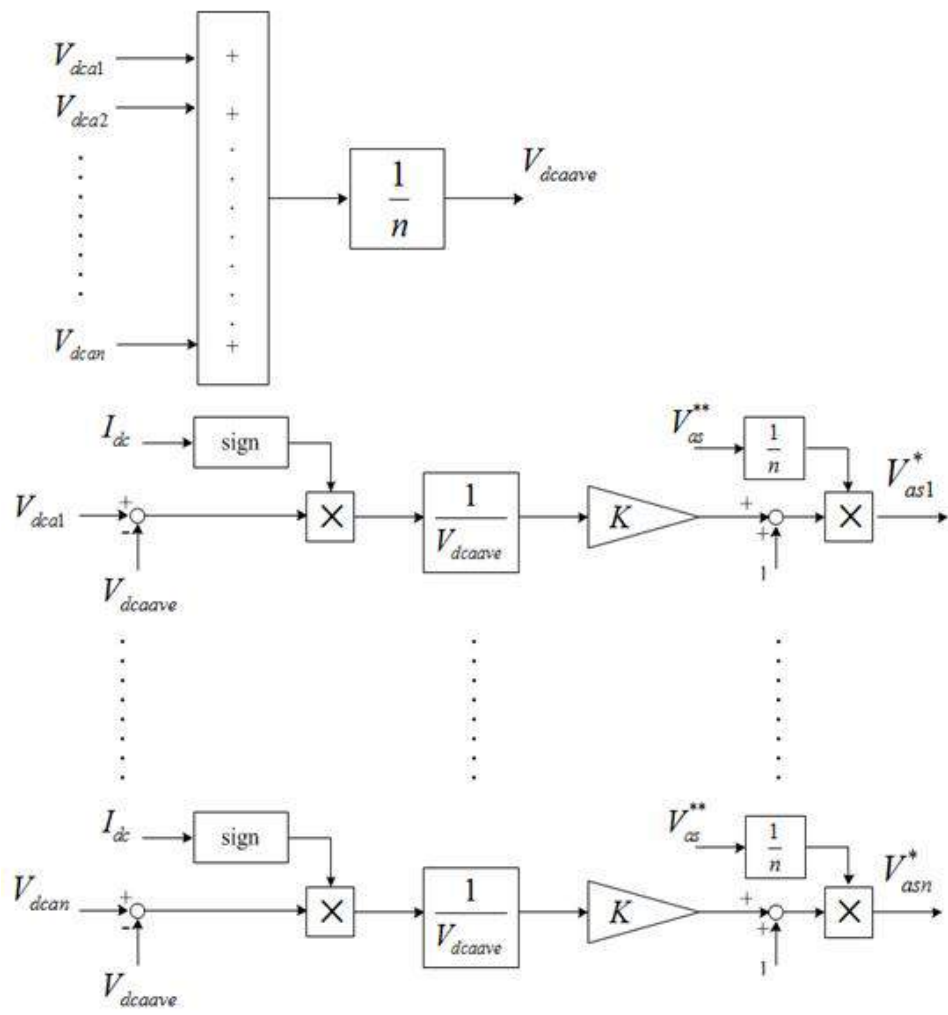 V_dca1 +
V_dca2 +
1/n V_dcaave
V_dcan +
I_dc sign V_as^** 1/n
V_dca1 + - × 1/V_dcaave K + + × V_as1^*
V_dcaave 1
I_dc sign V_as^** 1/n
V_dcan + - × 1/V_dcaave K + + × V_asn^*
V_dcaave 1